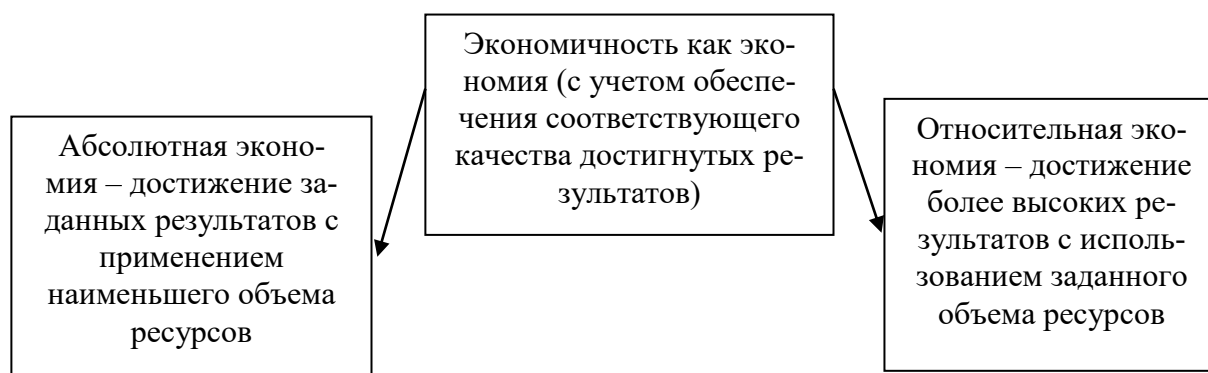 Экономичность как эко-
номия (с учетом обеспе-
чения соответствующего
качества достигнутых ре-
зультатов)
Абсолютная эконо-
мия – достижение за-
данных результатов с
применением
наименьшего объема
ресурсов
Относительная эко-
номия – достижение
более высоких ре-
зультатов с исполь-
зованием заданного
объема ресурсов